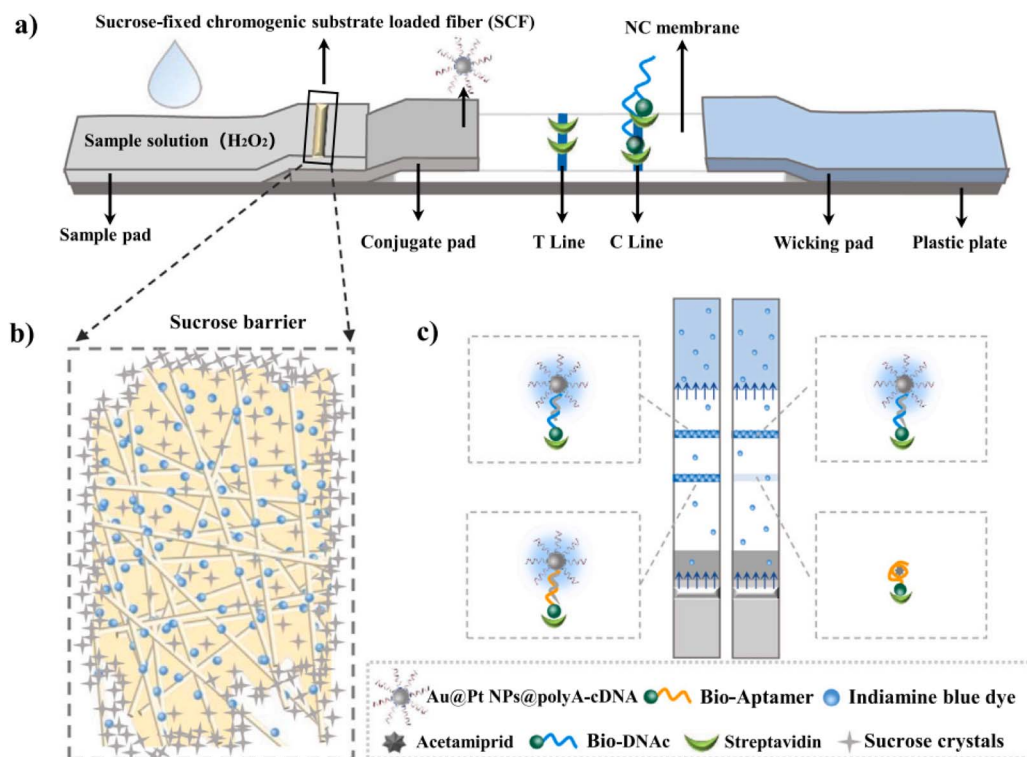 a)
Sucrose-fixed chromogenic substrate loaded fiber (SCF)
NC membrane
Sample solution (H₂O₂)
Sample pad
Conjugate pad
T Line
C Line
Wicking pad
Plastic plate
b)
Sucrose barrier
c)
Au@Pt NPs@polyA-cDNA
Bio-Aptamer
Indiamine blue dye
Acetamiprid
Bio-DNAc
Streptavidin
Sucrose crystals